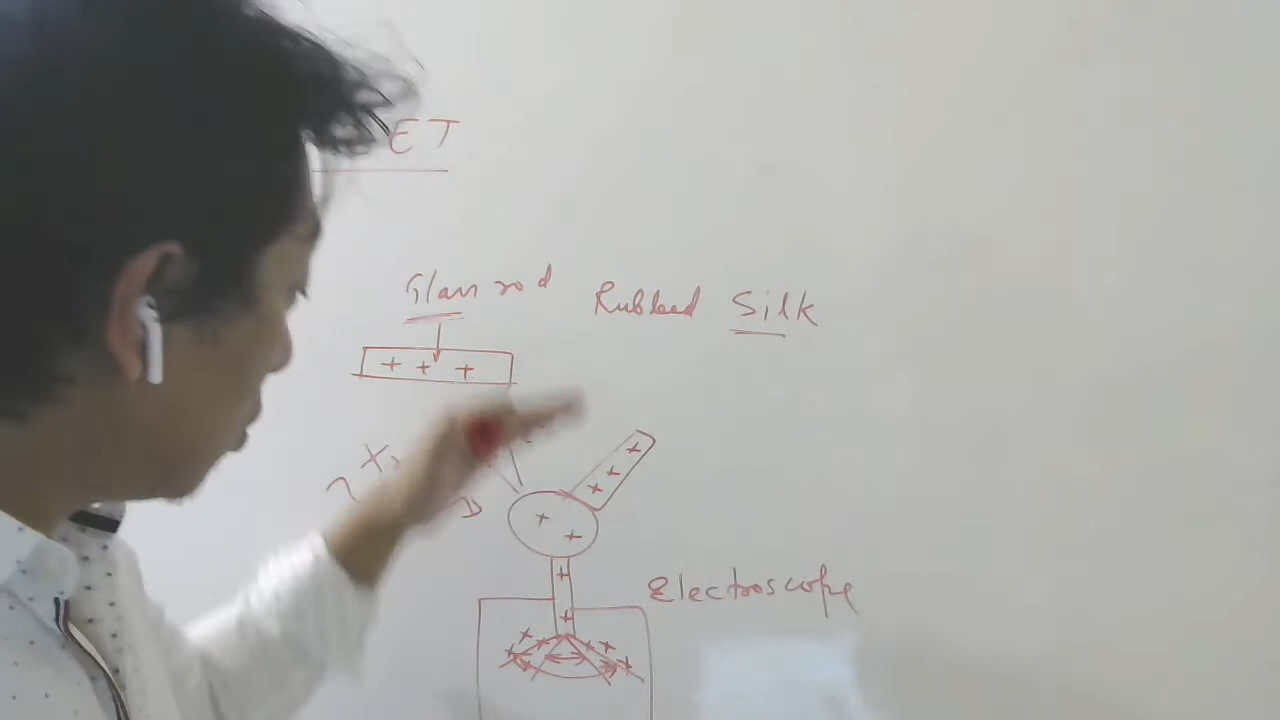 ET
Glass rod Rubbed Silk
+ + +
+
+
+
+ +
Electroscope
+
+